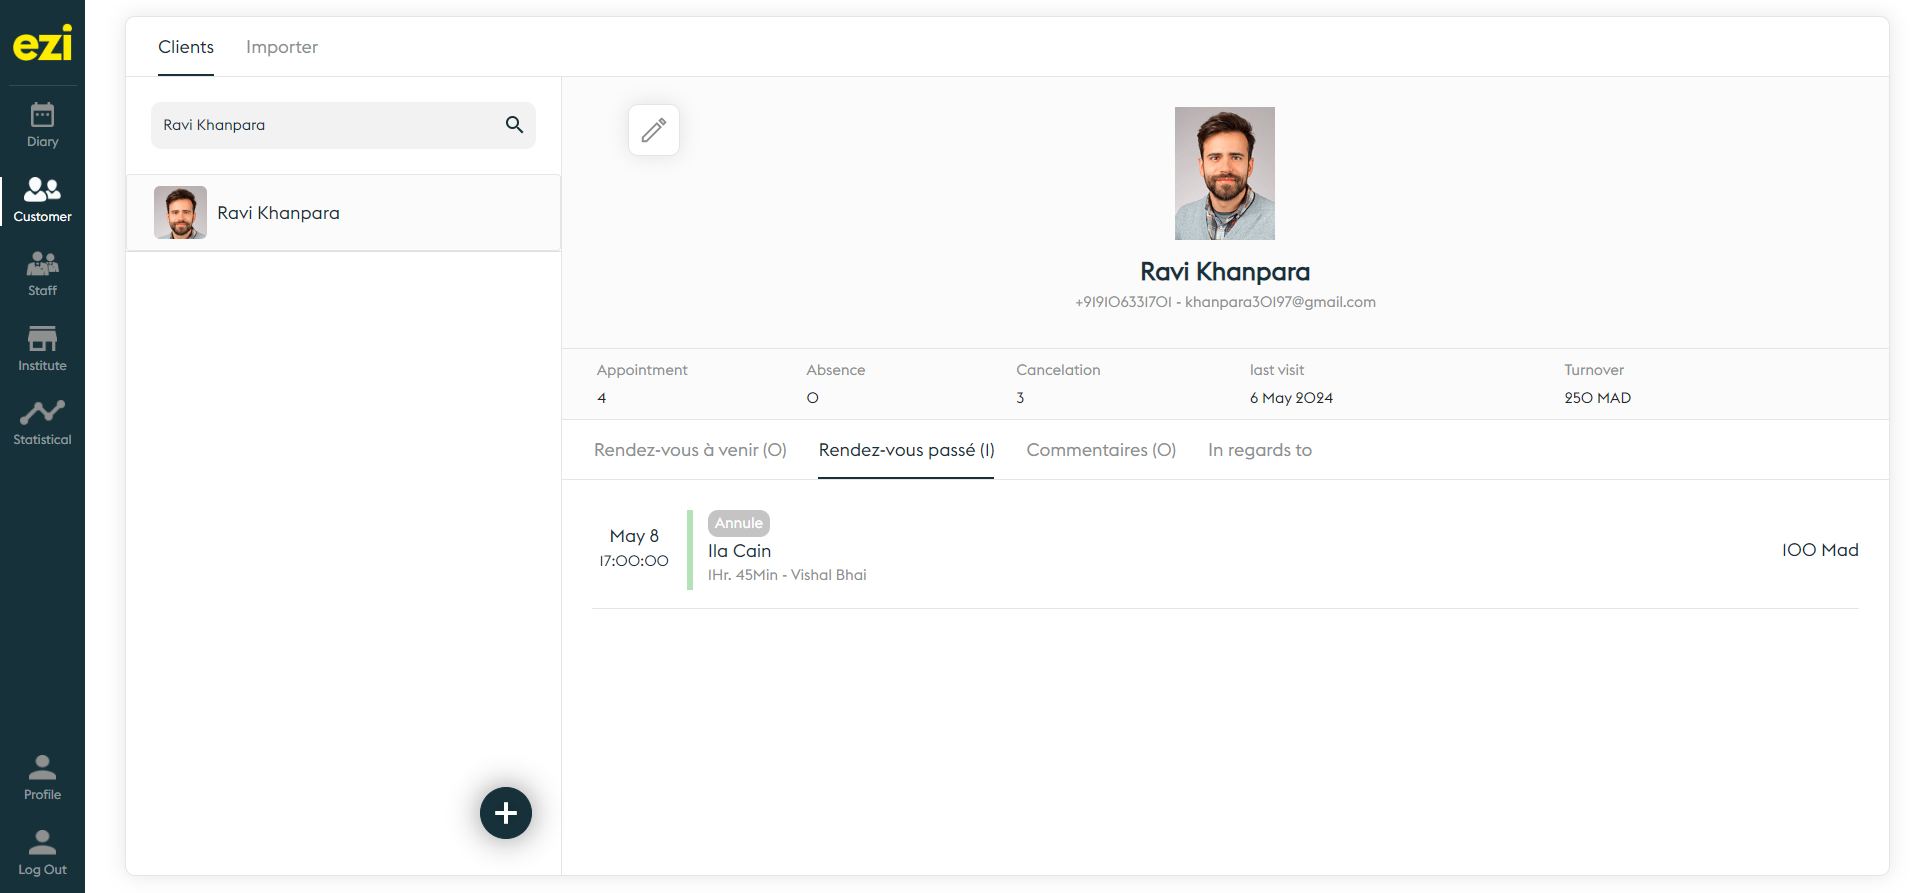 ezi
Diary
Customer
Staff
Institute
Statistical
Profile
Log Out
Clients Importer
Ravi Khanpara
Ravi Khanpara
Ravi Khanpara
+919106331701 - khanpara30197@gmail.com
Appointment Absence Cancelation last visit Turnover
4 0 3 6 May 2024 250 MAD
Rendez-vous à venir (0) Rendez-vous passé (1) Commentaires (0) In regards to
Annule
May 8
17:00:00
Ila Cain
1Hr. 45Min - Vishal Bhai
100 Mad